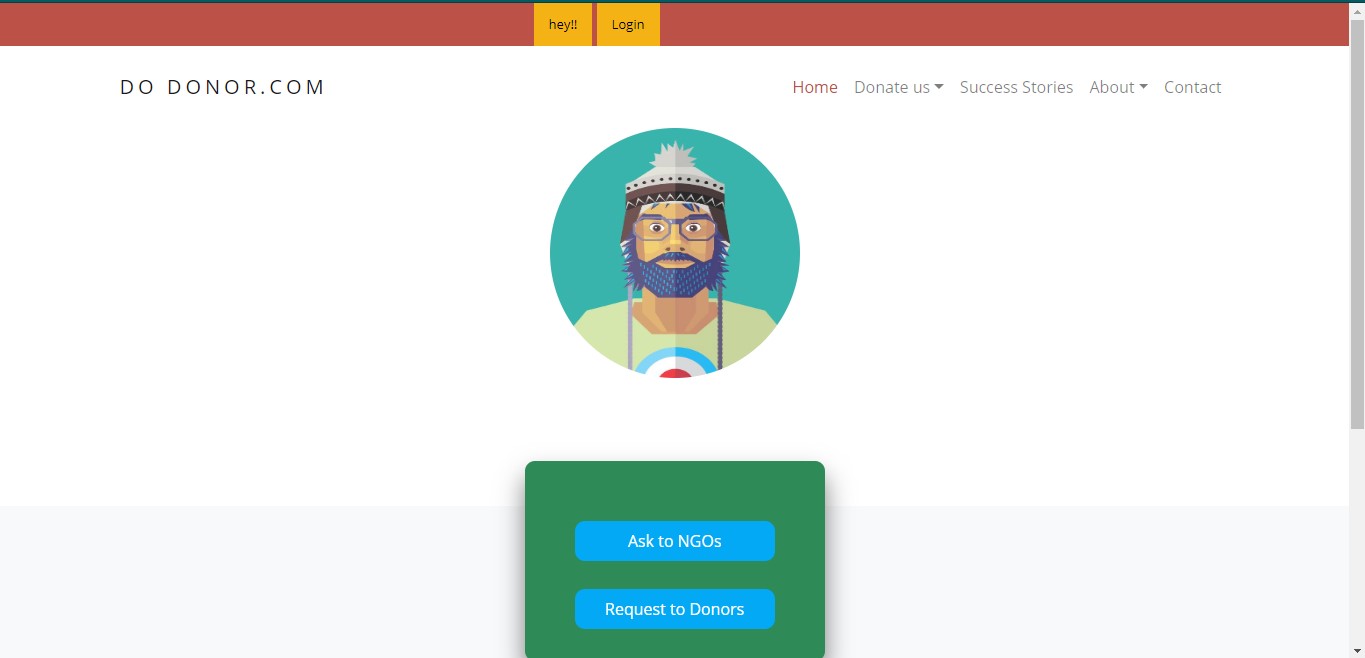 hey!! Login
DO DONOR.COM Home Donate us Success Stories About Contact
Ask to NGOs
Request to Donors